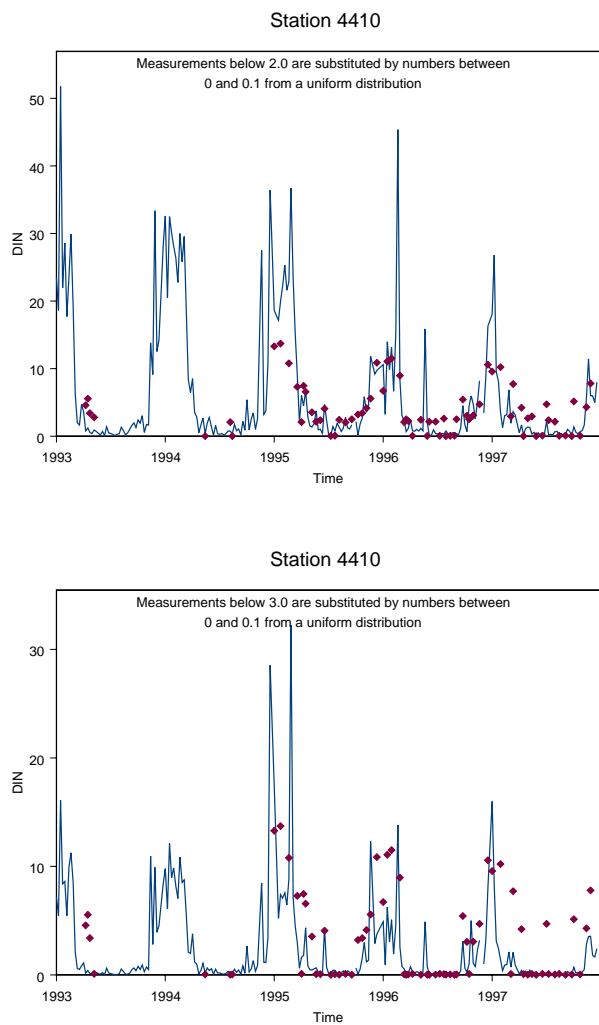 Station 4410
Measurements below 2.0 are substituted by numbers between
0 and 0.1 from a uniform distribution
50
40
30
20
10
0
DIN
1993 1994 1995 1996 1997
Time
Station 4410
Measurements below 3.0 are substituted by numbers between
0 and 0.1 from a uniform distribution
30
20
10
0
DIN
1993 1994 1995 1996 1997
Time